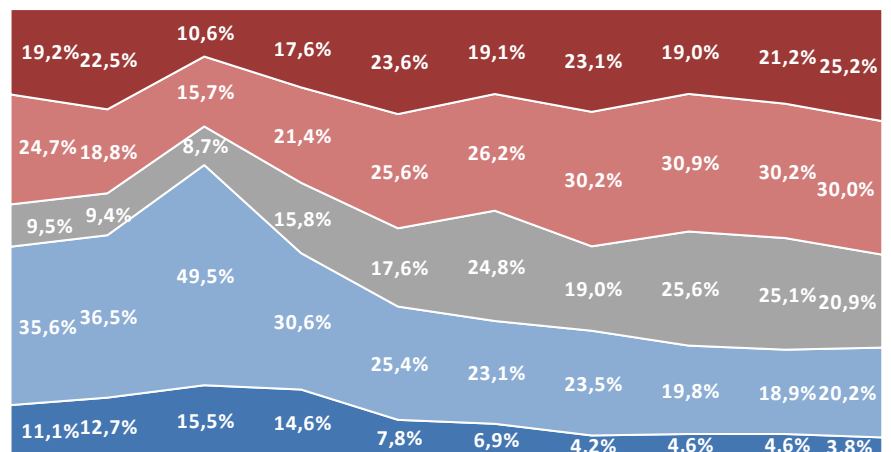 19,2% 22,5% 10,6% 17,6% 23,6% 19,1% 23,1% 19,0% 21,2% 25,2%
24,7% 18,8% 15,7% 21,4% 25,6% 26,2% 30,2% 30,9% 30,2% 30,0%
9,5% 9,4% 8,7% 15,8% 17,6% 24,8% 19,0% 25,6% 25,1% 20,9%
35,6% 36,5% 49,5% 30,6% 25,4% 23,1% 23,5% 19,8% 18,9% 20,2%
11,1% 12,7% 15,5% 14,6% 7,8% 6,9% 4,2% 4,6% 4,6% 3,8%